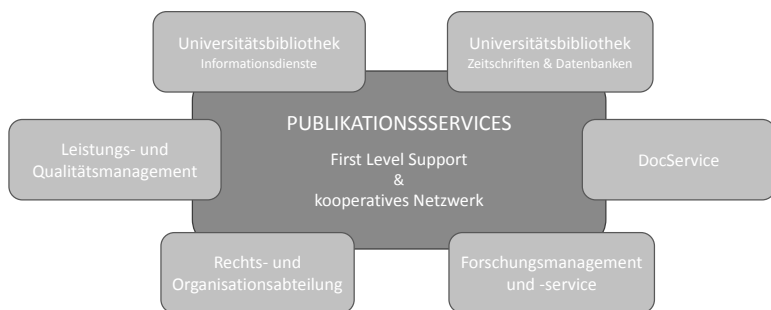 Universitätsbibliothek
Informationsdienste
Universitätsbibliothek
Zeitschriften & Datenbanken
PUBLIKATIONSSSERVICES
First Level Support
&
kooperatives Netzwerk
Leistungs- und
Qualitätsmanagement
DocService
Rechts- und
Organisationsabteilung
Forschungsmanagement
und -service